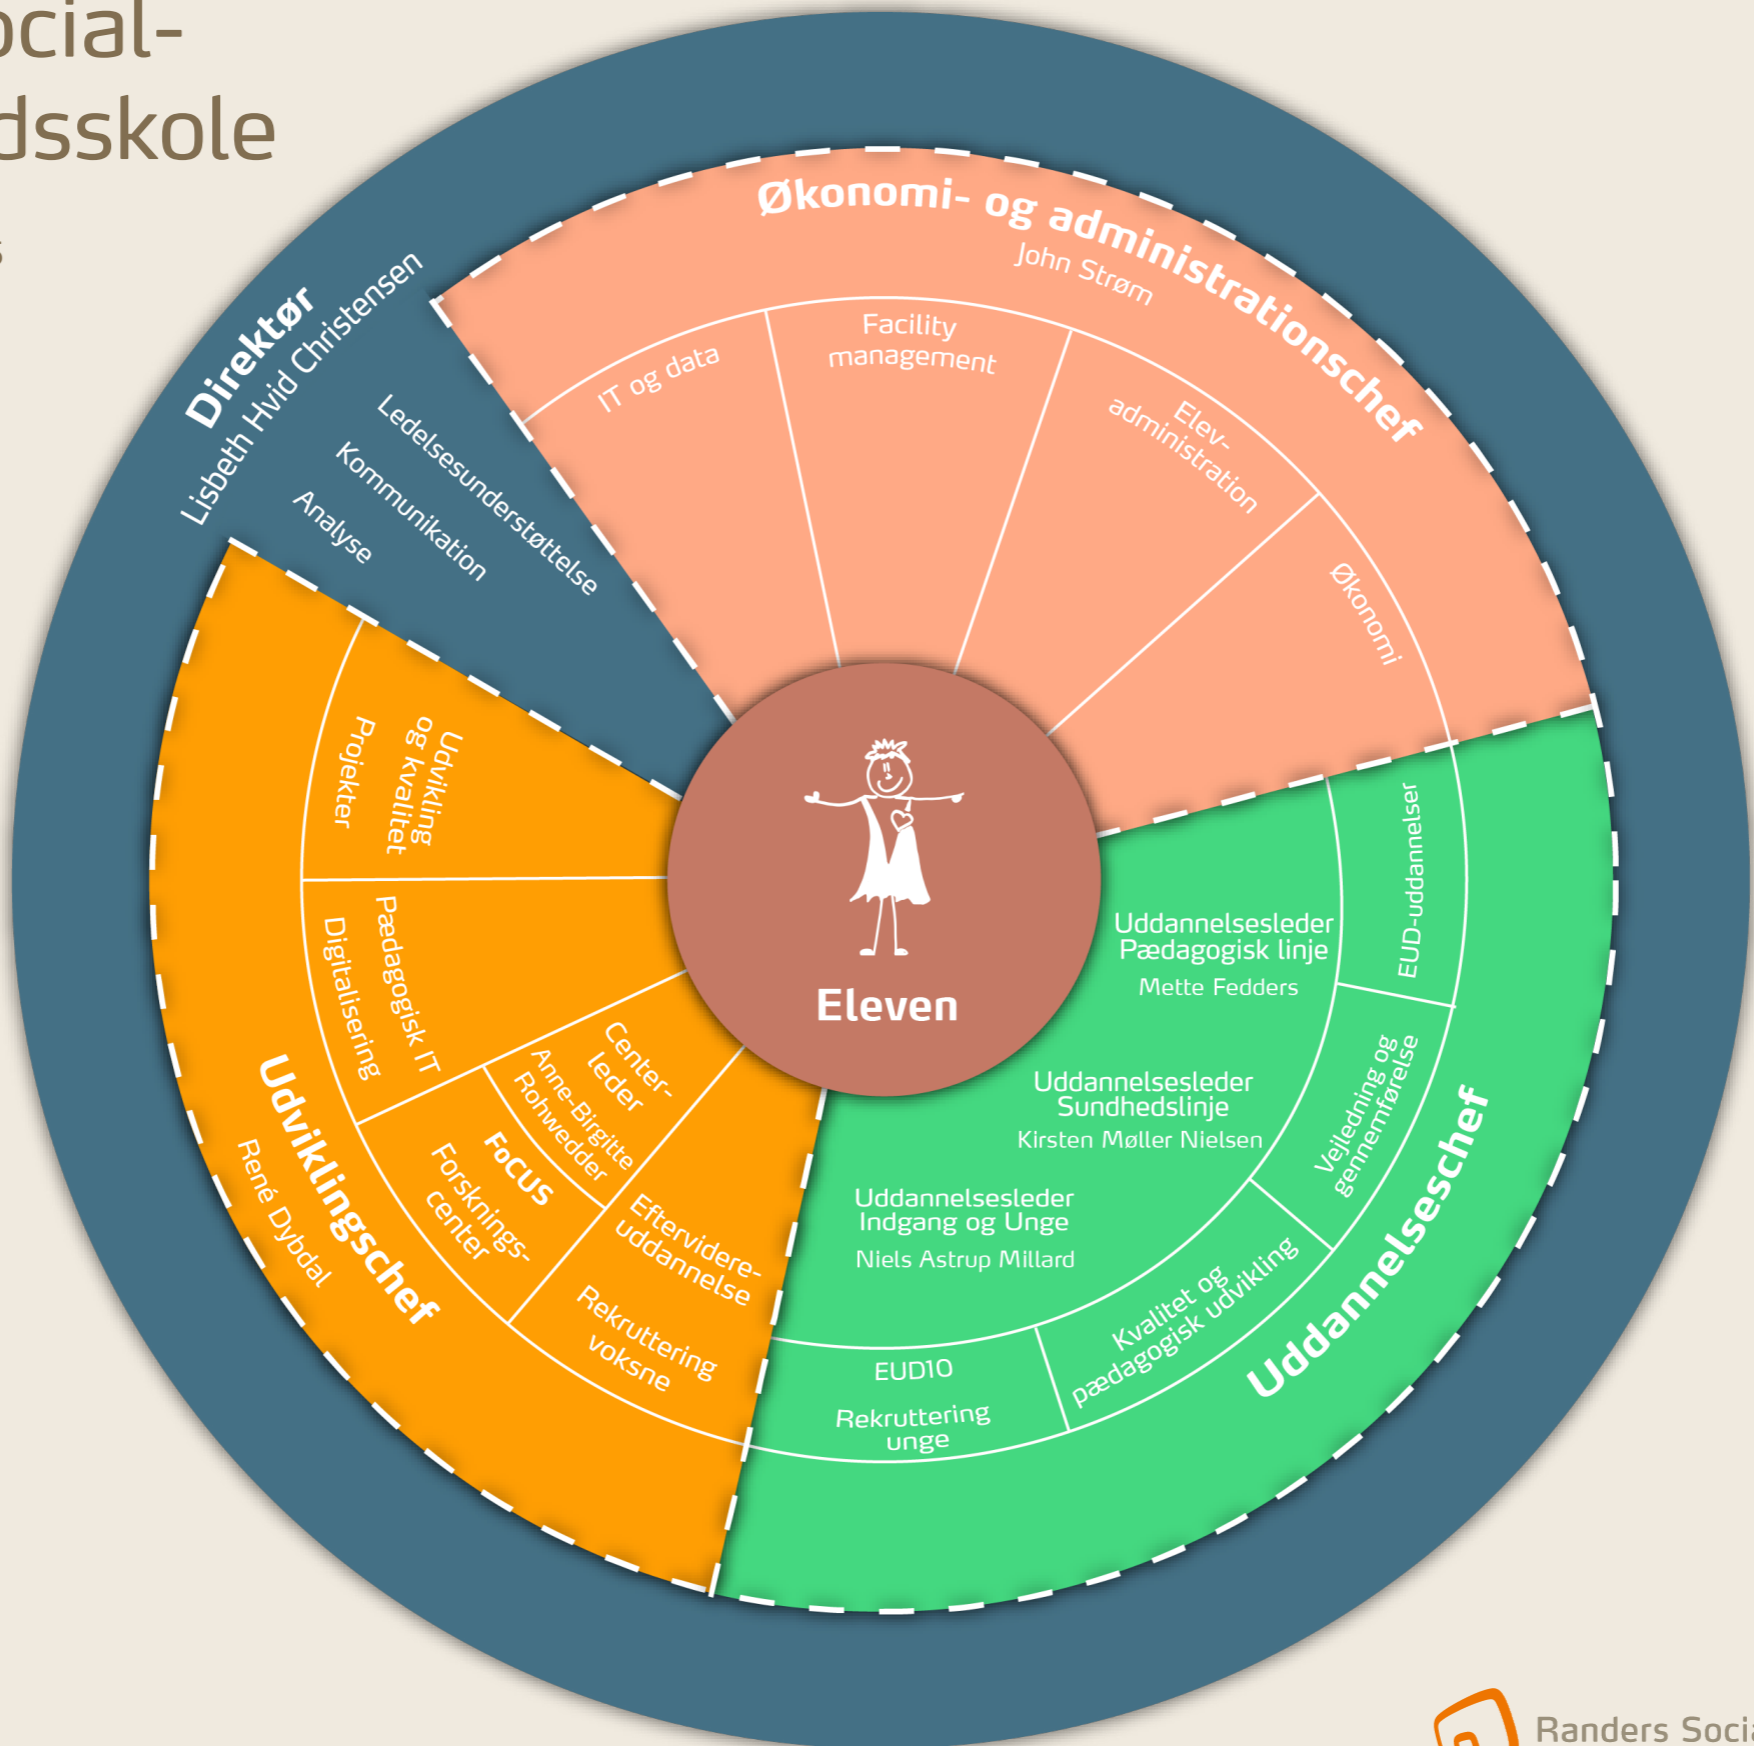 ocial-
dsskole
s
Direktør
Lisbeth Hvid Christensen
Ledelsesunderstøttelse
Kommunikation
Analyse
Økonomi- og administrationschef
John Strøm
IT og data
Facility
management
Elev-
administration
Økonomi
Eleven
EUD-uddannelser
Uddannelsesleder
Pædagogisk linje
Mette Fedders
Uddannelsesleder
Sundhedslinje
Kirsten Møller Nielsen
Uddannelsesleder
Indgang og Unge
Niels Astrup Millard
Vejledning og
gennemførelse
Kvalitet og
pædagogisk udvikling
EUD10
Rekruttering
unge
Uddannelseschef
Udvikling
og kvalitet
Projekter
Pædagogisk IT
Digitalisering
Center-
leder
Anne-Birgitte
Rohwedder
FoCUS
Forsknings-
center
Eftervidere-
uddannelse
Rekruttering
voksne
Udviklingschef
René Dybdal
Randers Socia